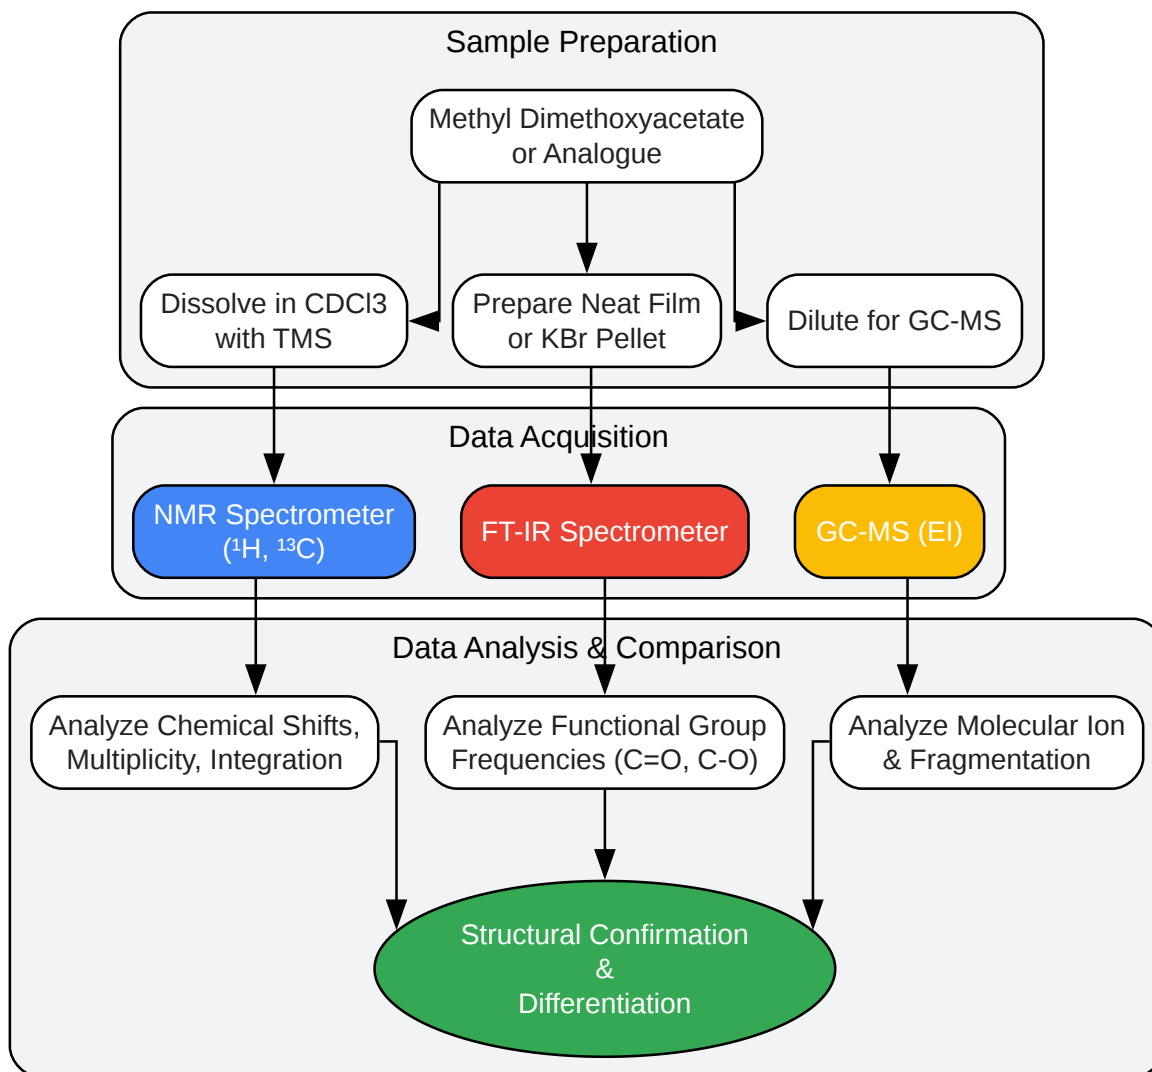 Sample Preparation
Methyl Dimethoxyacetate
or Analogue
Dissolve in CDCl3
with TMS
Prepare Neat Film
or KBr Pellet
Dilute for GC-MS
Data Acquisition
NMR Spectrometer
(¹H, ¹³C)
FT-IR Spectrometer
GC-MS (EI)
Data Analysis & Comparison
Analyze Chemical Shifts,
Multiplicity, Integration
Analyze Functional Group
Frequencies (C=O, C-O)
Analyze Molecular Ion
& Fragmentation
Structural Confirmation
&
Differentiation